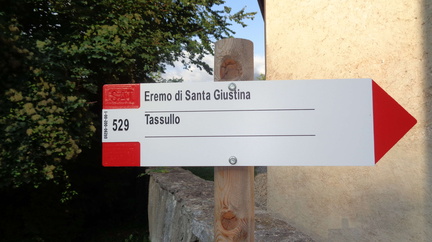 Eremo di Santa Giustina
529
Tassullo